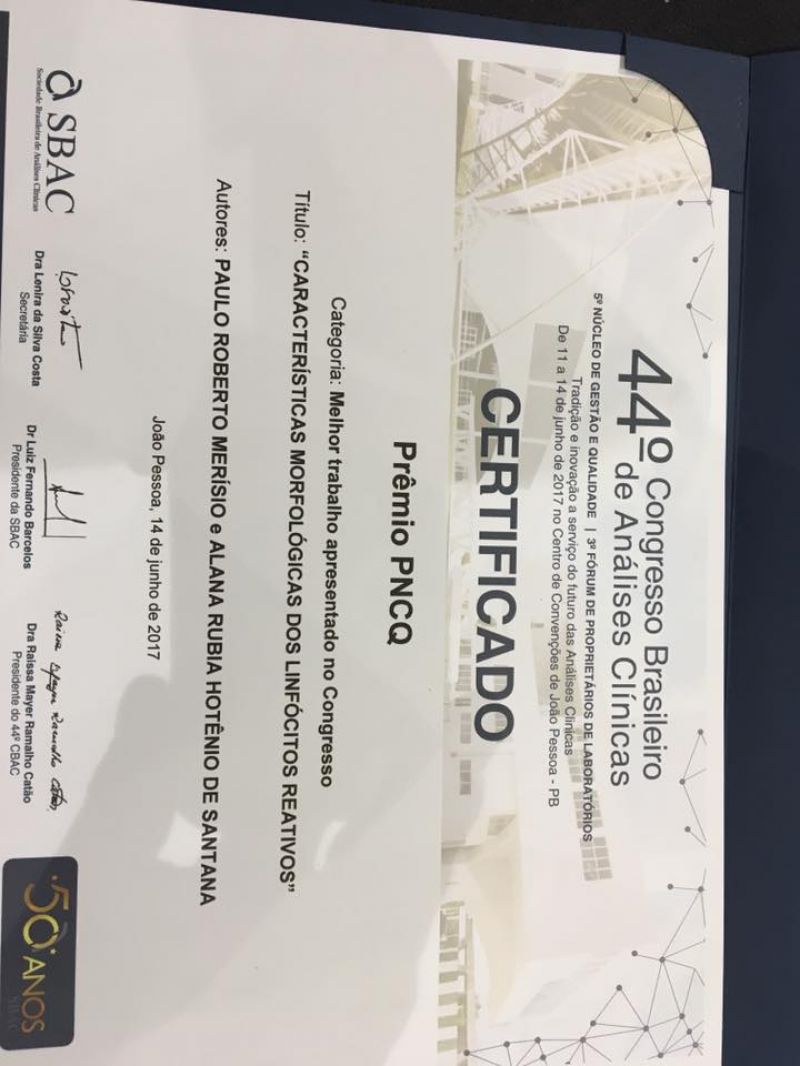 44º Congresso Brasileiro
de Análises Clínicas
5º NÚCLEO DE GESTÃO E QUALIDADE | 3º FÓRUM DE PROPRIETÁRIOS DE LABORATÓRIOS
Tradição e inovação a serviço do futuro das Análises Clínicas
De 11 a 14 de junho de 2017 no Centro de Convenções de João Pessoa - PB
CERTIFICADO
Prêmio PNCQ
Categoria: Melhor trabalho apresentado no Congresso
Título: “CARACTERÍSTICAS MORFOLÓGICAS DOS LINFÓCITOS REATIVOS”
Autores: PAULO ROBERTO MERÍSIO e ALANA RUBIA HOTÊNIO DE SANTANA
João Pessoa, 14 de junho de 2017
SBAC
Sociedade Brasileira de Análises Clínicas
Dra Lenira da Silva Costa
Secretária
Dr Luiz Fernando Barcelos
Presidente da SBAC
Raissa Mayer Ramalho Catão
Dra Raissa Mayer Ramalho Catão
Presidente do 44º CBAC
50 ANOS
SBAC